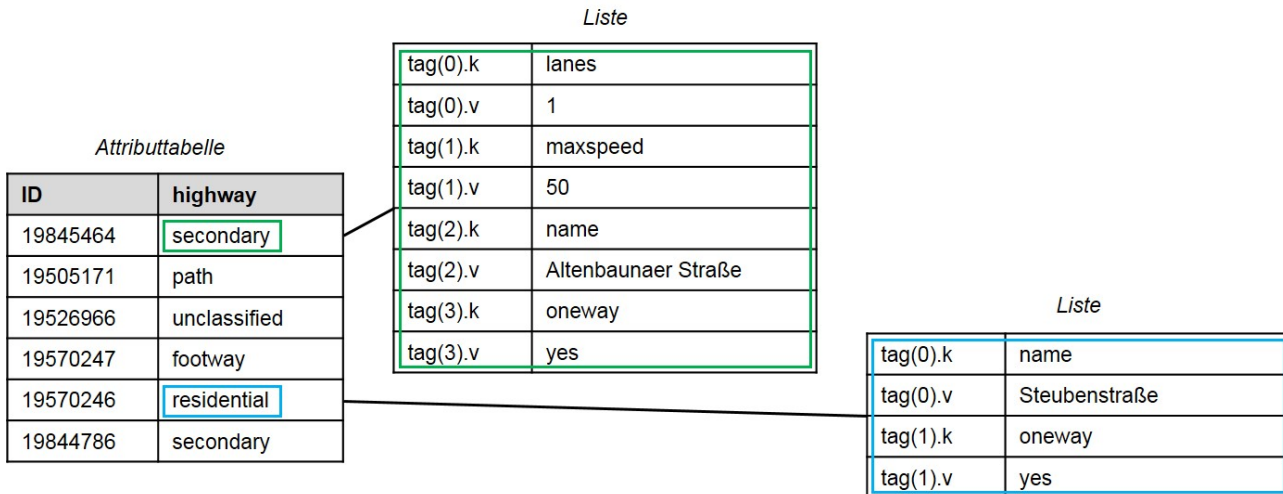 Liste
tag(0).k lanes
tag(0).v 1
tag(1).k maxspeed
tag(1).v 50
tag(2).k name
tag(2).v Altenbaunaer Straße
tag(3).k oneway
tag(3).v yes
Attributtabelle
ID highway
19845464 secondary
19505171 path
19526966 unclassified
19570247 footway
19570246 residential
19844786 secondary
Liste
tag(0).k name
tag(0).v Steubenstraße
tag(1).k oneway
tag(1).v yes